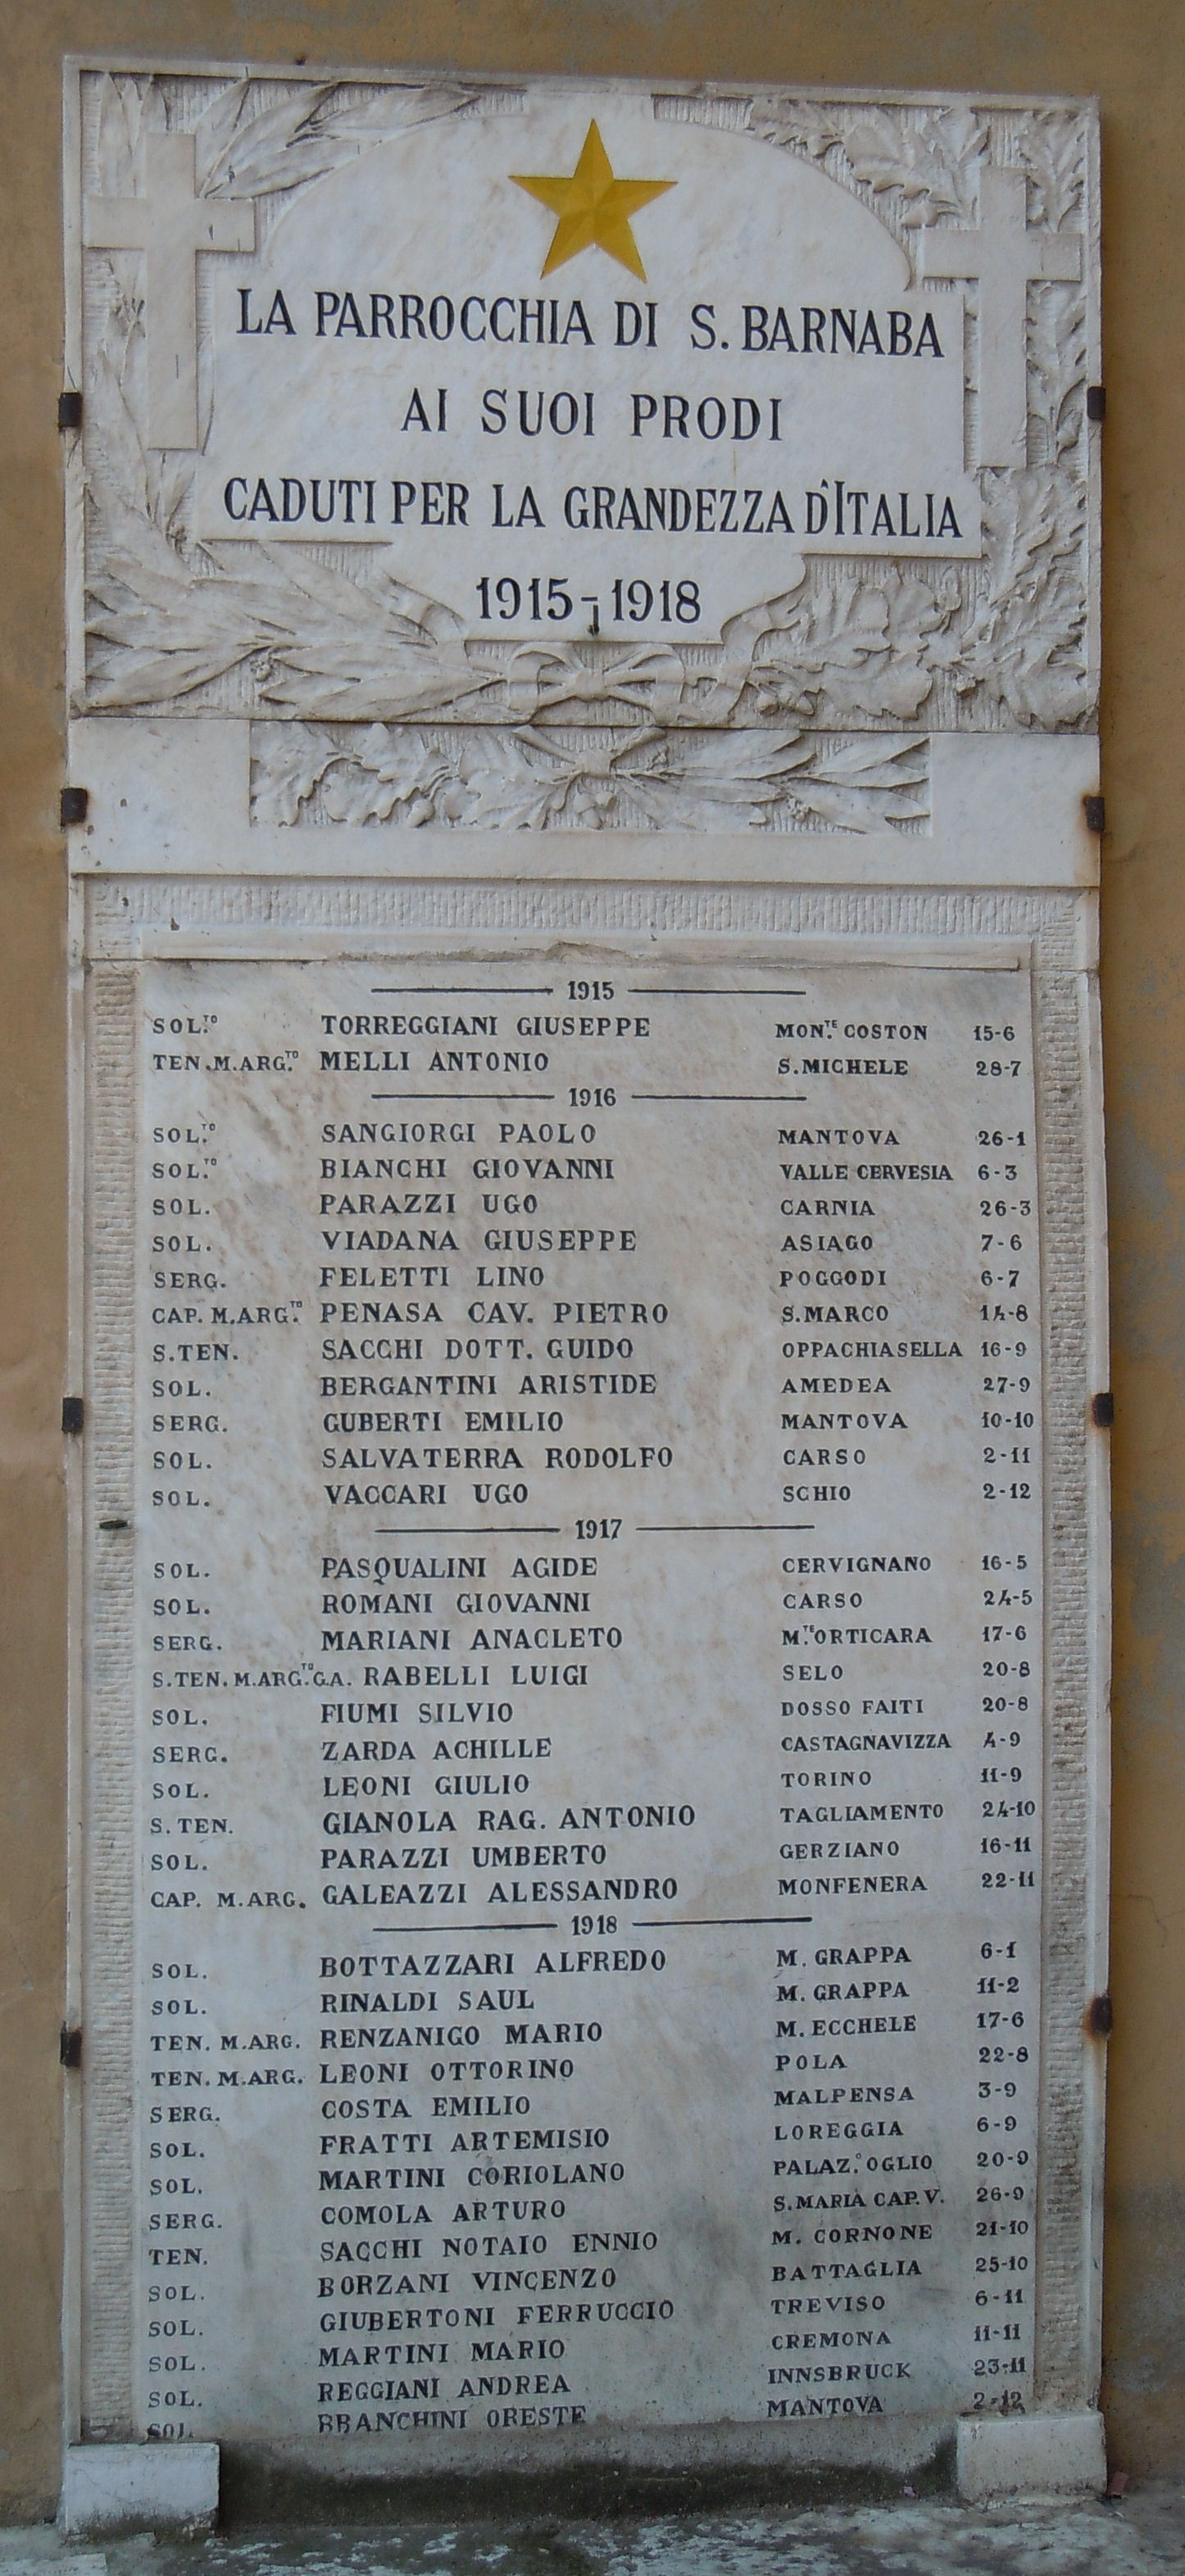 LA PARROCCHIA DI S. BARNABA
AI SUOI PRODI
CADUTI PER LA GRANDEZZA D'ITALIA
1915-1918
1915
SOL.TO TORREGGIANI GIUSEPPE MON.TE COSTON 15-6
TEN.M.ARG.TO MELLI ANTONIO S.MICHELE 28-7
1916
SOL.TO SANGIORGI PAOLO MANTOVA 26-1
SOL.TO BIANCHI GIOVANNI VALLE CERVESIA 6-3
SOL. PARAZZI UGO CARNIA 26-3
SOL. VIADANA GIUSEPPE ASIAGO 7-6
SERG. FELETTI LINO POGGODI 6-7
CAP. M.ARG.TO PENASA CAV. PIETRO S.MARCO 14-8
S.TEN. SACCHI DOTT. GUIDO OPPACHIASELLA 16-9
SOL. BERGANTINI ARISTIDE AMEDEA 27-9
SERG. GUBERTI EMILIO MANTOVA 10-10
SOL. SALVATERRA RODOLFO CARSO 2-11
SOL. VACCARI UGO SCHIO 2-12
1917
SOL. PASQUALINI AGIDE CERVIGNANO 16-5
SOL. ROMANI GIOVANNI CARSO 24-5
SERG. MARIANI ANACLETO M.TE ORTICARA 17-6
S.TEN. M.ARG.TO G.A. RABELLI LUIGI SELO 20-8
SOL. FIUMI SILVIO DOSSO FAITI 20-8
SERG. ZARDA ACHILLE CASTAGNAVIZZA 4-9
SOL. LEONI GIULIO TORINO 11-9
S.TEN. GIANOLA RAG. ANTONIO TAGLIAMENTO 24-10
SOL. PARAZZI UMBERTO GERZIANO 16-11
CAP. M.ARG. GALEAZZI ALESSANDRO MONFENERA 22-11
1918
SOL. BOTTAZZARI ALFREDO M. GRAPPA 6-1
SOL. RINALDI SAUL M. GRAPPA 11-2
TEN. M.ARG. RENZANIGO MARIO M. ECCHELE 17-6
TEN. M.ARG. LEONI OTTORINO POLA 22-8
SERG. COSTA EMILIO MALPENSA 3-9
SOL. FRATTI ARTEMISIO LOREGGIA 6-9
SOL. MARTINI CORIOLANO PALAZ.O OGLIO 20-9
SERG. COMOLA ARTURO S.MARIA CAP.V. 26-9
TEN. SACCHI NOTAIO ENNIO M. CORNONE 21-10
SOL. BORZANI VINCENZO BATTAGLIA 25-10
SOL. GIUBERTONI FERRUCCIO TREVISO 6-11
SOL. MARTINI MARIO CREMONA 11-11
SOL. REGGIANI ANDREA INNSBRUCK 23-11
SOL. BRANCHINI ORESTE MANTOVA 2-12